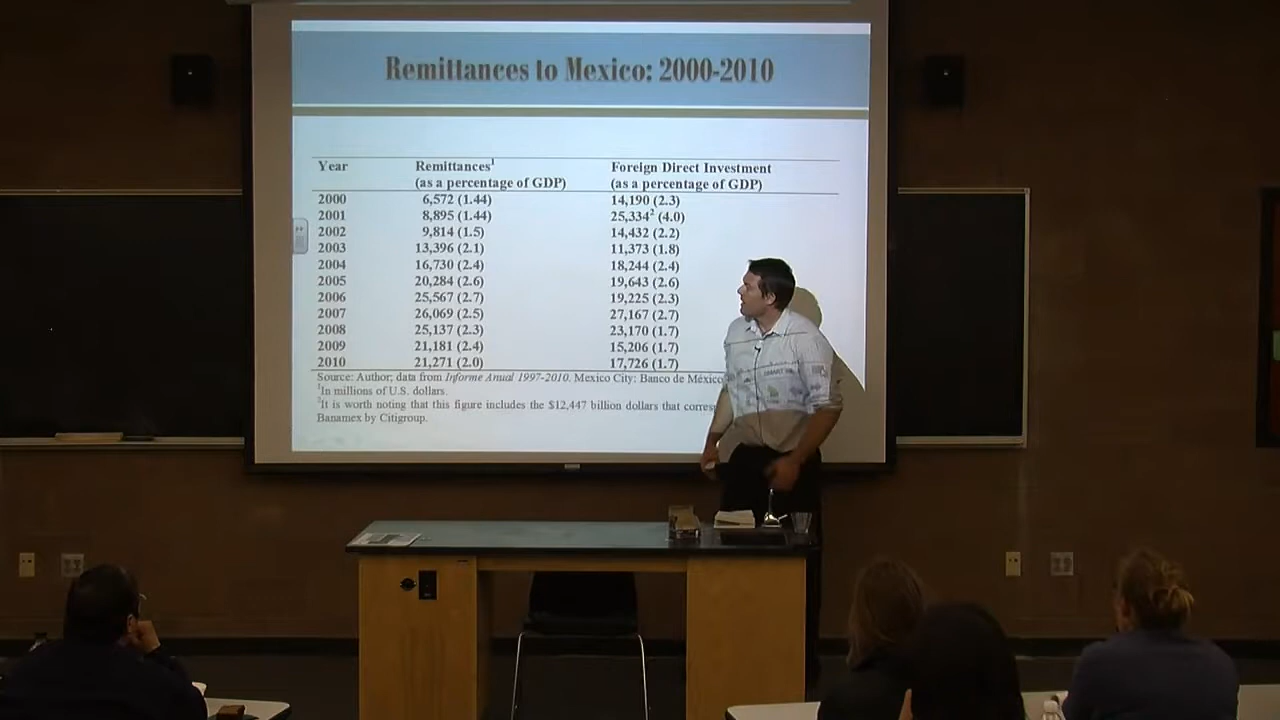 Remittances to Mexico: 2000-2010
Year Remittances¹ Foreign Direct Investment
(as a percentage of GDP) (as a percentage of GDP)
2000 6,572 (1.44) 14,190 (2.3)
2001 8,895 (1.44) 25,334² (4.0)
2002 9,814 (1.5) 14,432 (2.2)
2003 13,396 (2.1) 11,373 (1.8)
2004 16,730 (2.4) 18,244 (2.4)
2005 20,284 (2.6) 19,643 (2.6)
2006 25,567 (2.7) 19,225 (2.3)
2007 26,069 (2.5) 27,167 (2.7)
2008 25,137 (2.3) 23,170 (1.7)
2009 21,181 (2.4) 15,206 (1.7)
2010 21,271 (2.0) 17,726 (1.7)
Source: Author; data from Informe Anual 1997-2010. Mexico City: Banco de México
¹In millions of U.S. dollars.
²It is worth noting that this figure includes the $12,447 billion dollars that corres
Banamex by Citigroup.